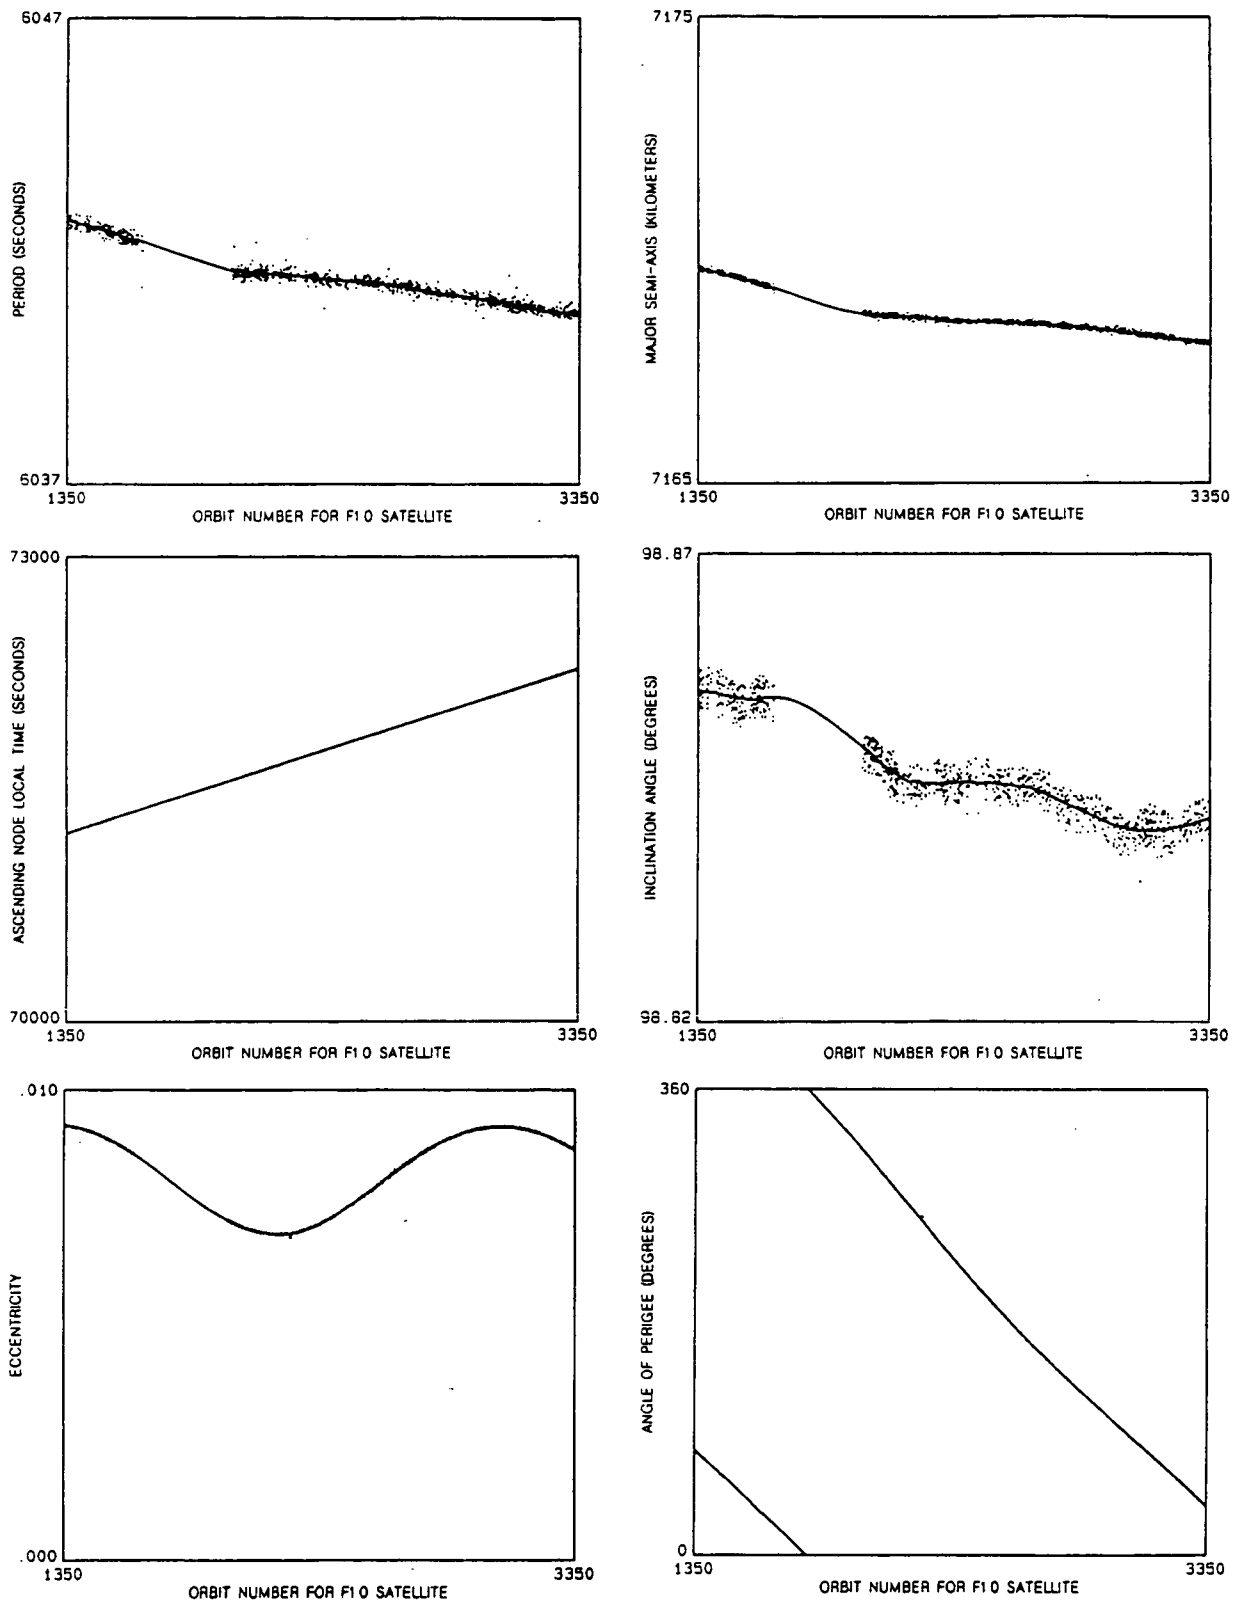 6047
PERIOD (SECONDS)
6037
1350
3350
ORBIT NUMBER FOR F10 SATELLITE
7175
MAJOR SEMI-AXIS (KILOMETERS)
7165
1350
3350
ORBIT NUMBER FOR F10 SATELLITE
73000
ASCENDING NODE LOCAL TIME (SECONDS)
70000
1350
3350
ORBIT NUMBER FOR F10 SATELLITE
98.87
INCLINATION ANGLE (DEGREES)
98.82
1350
3350
ORBIT NUMBER FOR F10 SATELLITE
.010
ECCENTRICITY
.000
1350
3350
ORBIT NUMBER FOR F10 SATELLITE
360
ANGLE OF PERIGEE (DEGREES)
0
1350
3350
ORBIT NUMBER FOR F10 SATELLITE